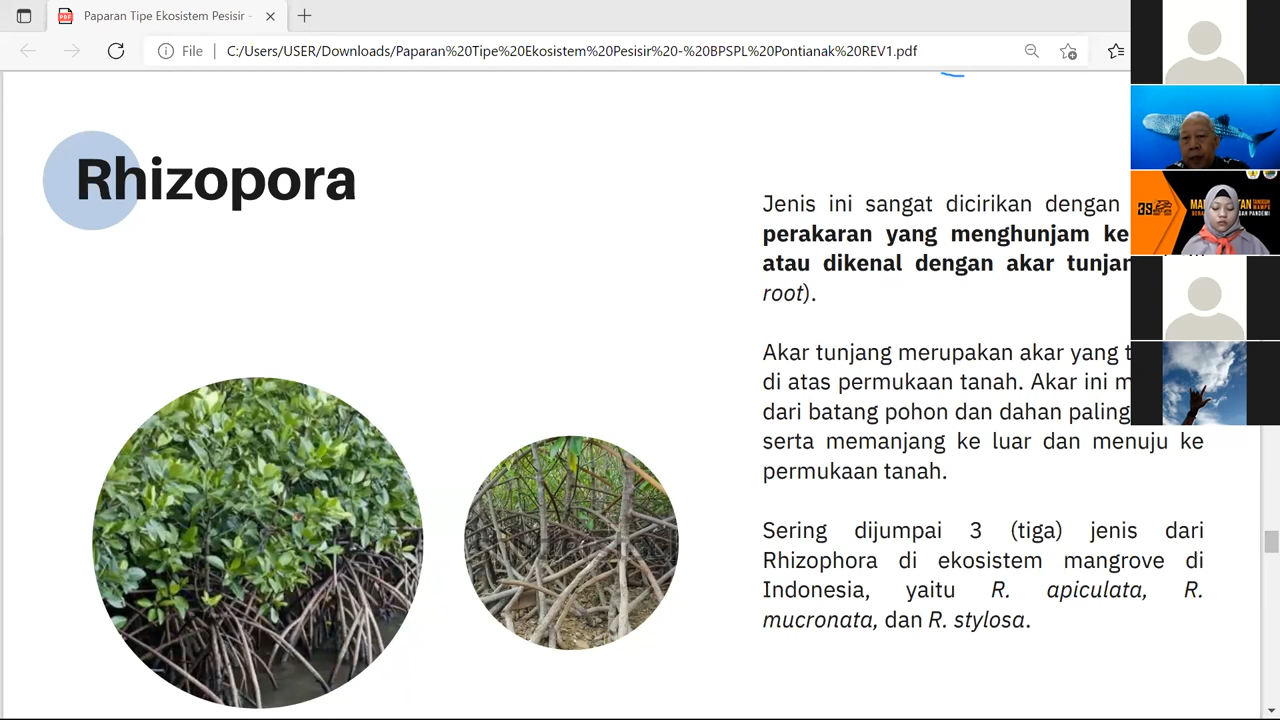 Paparan Tipe Ekosistem Pesisir -
File
C:/Users/USER/Downloads/Paparan%20Tipe%20Ekosistem%20Pesisir%20-%20BPSPL%20Pontianak%20REV1.pdf
Rhizopora
Jenis ini sangat dicirikan dengan
perakaran yang menghunjam ke
atau dikenal dengan akar
root).
Akar tunjang merupakan akar yang
di atas permukaan tanah. Akar ini
dari batang pohon dan dahan paling
serta memanjang ke luar dan menuju ke
permukaan tanah.
Sering dijumpai 3 (tiga) jenis dari
Rhizophora di ekosistem mangrove di
Indonesia, yaitu R. apiculata, R.
mucronata, dan R. stylosa.